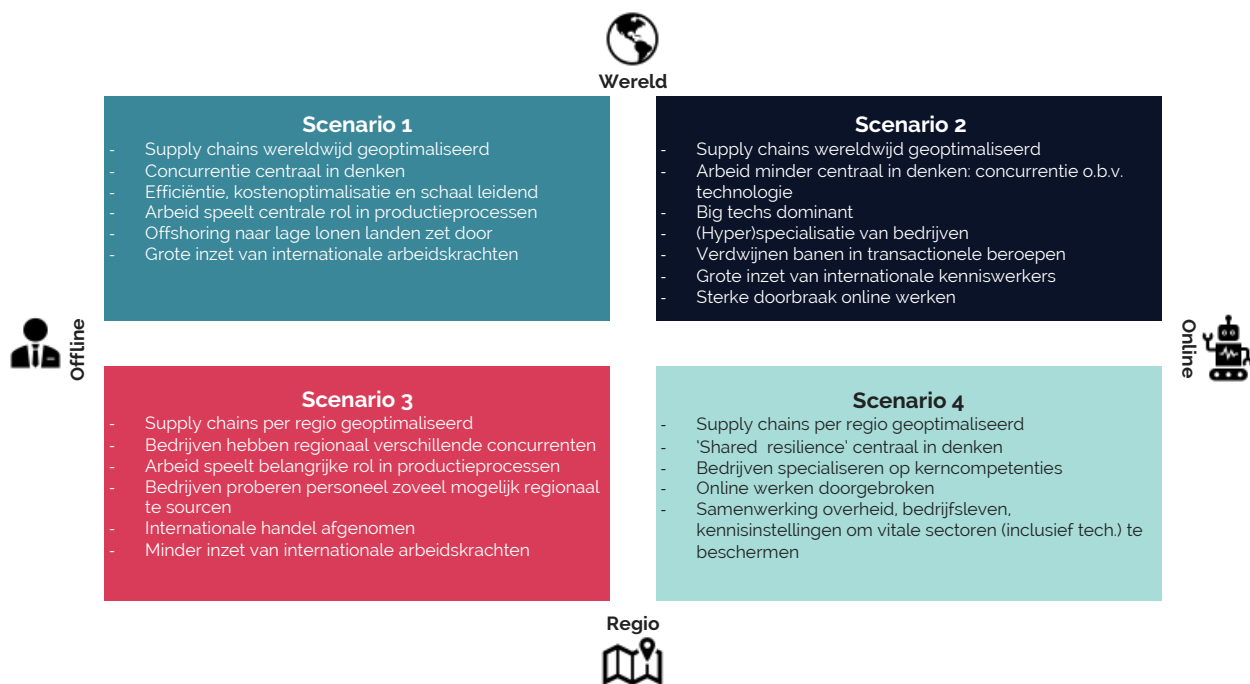 Wereld
Scenario 1
- Supply chains wereldwijd geoptimaliseerd
- Concurrentie centraal in denken
- Efficiëntie, kostenoptimalisatie en schaal leidend
- Arbeid speelt centrale rol in productieprocessen
- Offshoring naar lage lonen landen zet door
- Grote inzet van internationale arbeidskrachten
Scenario 2
- Supply chains wereldwijd geoptimaliseerd
- Arbeid minder centraal in denken: concurrentie o.b.v.
technologie
- Big techs dominant
- (Hyper)specialisatie van bedrijven
- Verdwijnen banen in transactionele beroepen
- Grote inzet van internationale kenniswerkers
- Sterke doorbraak online werken
Offline
Online
Scenario 3
- Supply chains per regio geoptimaliseerd
- Bedrijven hebben regionaal verschillende concurrenten
- Arbeid speelt belangrijke rol in productieprocessen
- Bedrijven proberen personeel zoveel mogelijk regionaal
te sourcen
- Internationale handel afgenomen
- Minder inzet van internationale arbeidskrachten
Scenario 4
- Supply chains per regio geoptimaliseerd
- 'Shared resilience' centraal in denken
- Bedrijven specialiseren op kerncompetenties
- Online werken doorgebroken
- Samenwerking overheid, bedrijfsleven,
kennisinstellingen om vitale sectoren (inclusief tech.) te
beschermen
Regio